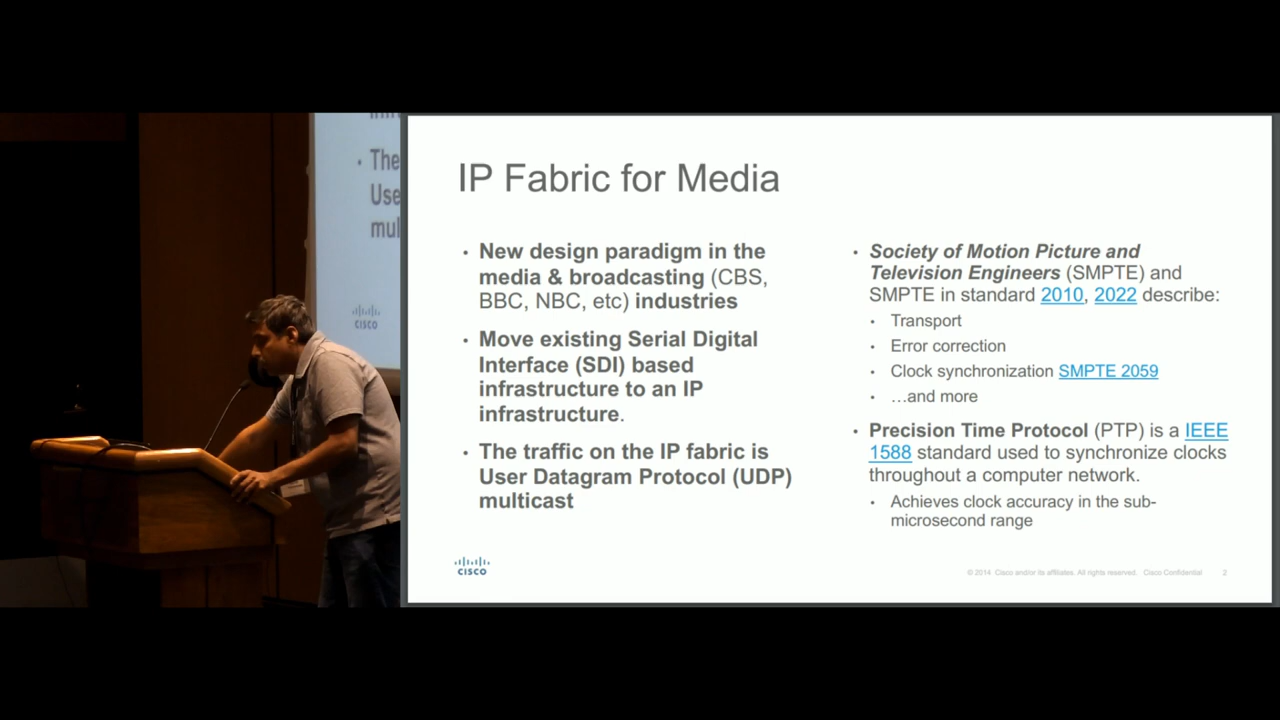 The
Use
mul
CISCO
IP Fabric for Media
• New design paradigm in the
media & broadcasting (CBS,
BBC, NBC, etc) industries
• Move existing Serial Digital
Interface (SDI) based
infrastructure to an IP
infrastructure.
• The traffic on the IP fabric is
User Datagram Protocol (UDP)
multicast
• Society of Motion Picture and
Television Engineers (SMPTE) and
SMPTE in standard 2010, 2022 describe:
• Transport
• Error correction
• Clock synchronization SMPTE 2059
• …and more
• Precision Time Protocol (PTP) is a IEEE
1588 standard used to synchronize clocks
throughout a computer network.
• Achieves clock accuracy in the sub-
microsecond range
CISCO
© 2014 Cisco and/or its affiliates. All rights reserved. Cisco Confidential 2